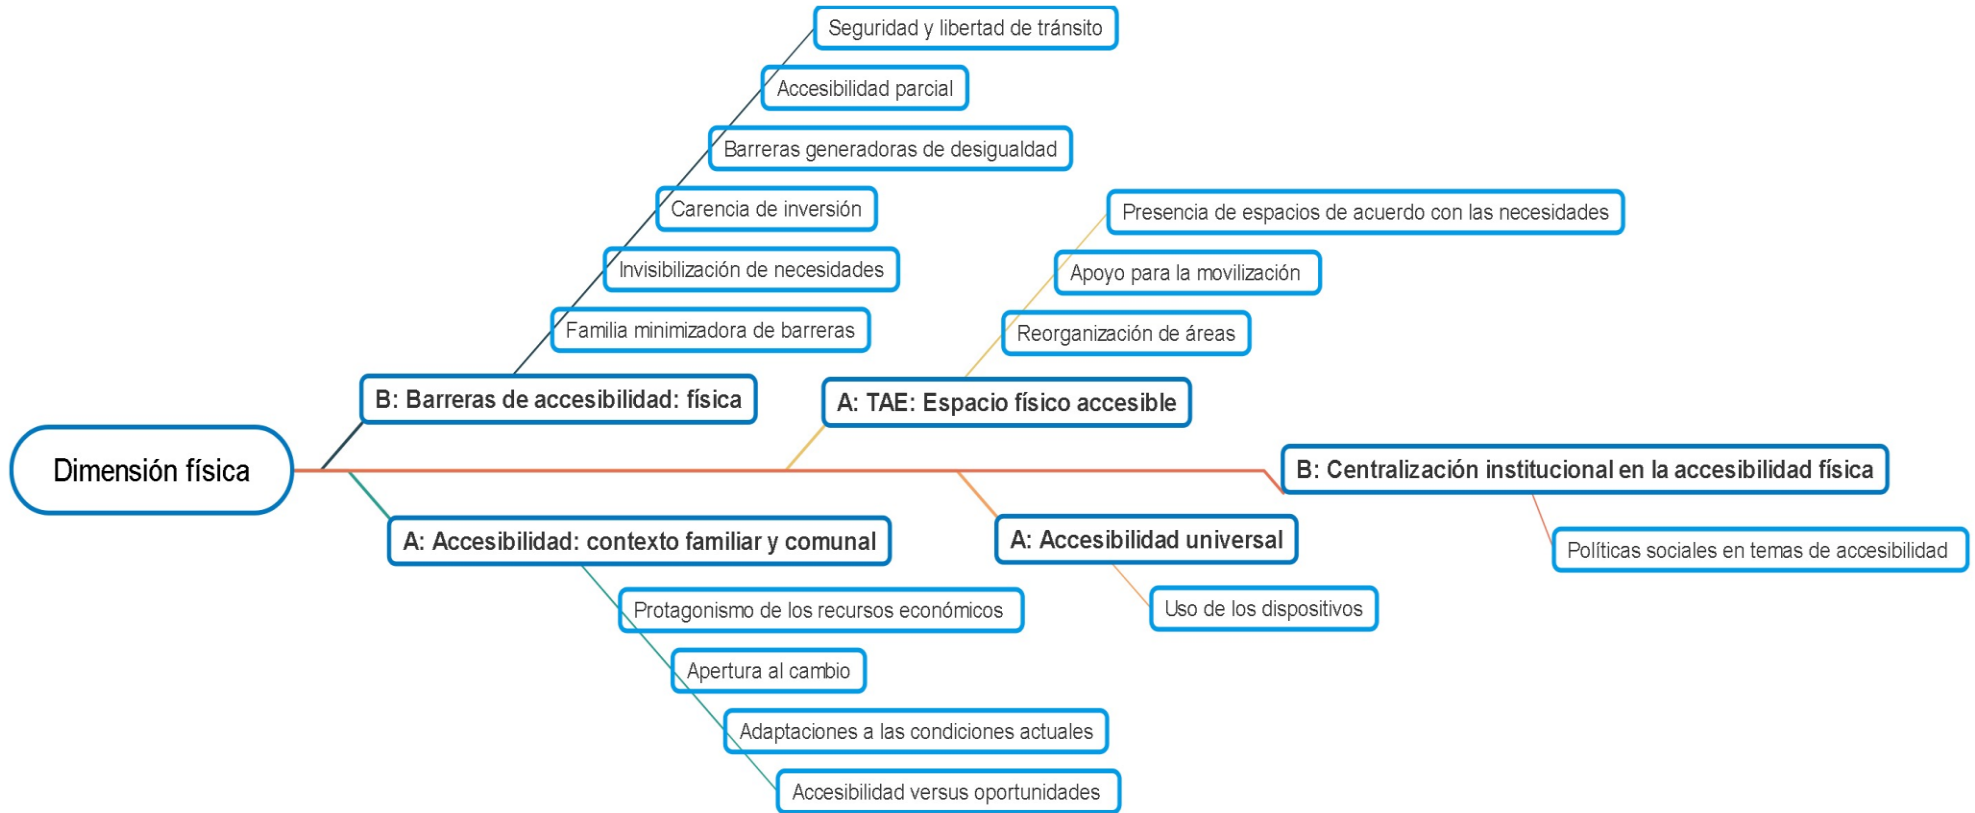 Seguridad y libertad de tránsito
Accesibilidad parcial
Barreras generadoras de desigualdad
Carencia de inversión
Invisibilización de necesidades
Familia minimizadora de barreras
B: Barreras de accesibilidad: física
Presencia de espacios de acuerdo con las necesidades
Apoyo para la movilización
Reorganización de áreas
A: TAE: Espacio físico accesible
Dimensión física
B: Centralización institucional en la accesibilidad física
Políticas sociales en temas de accesibilidad
A: Accesibilidad: contexto familiar y comunal
Protagonismo de los recursos económicos
Apertura al cambio
Adaptaciones a las condiciones actuales
Accesibilidad versus oportunidades
A: Accesibilidad universal
Uso de los dispositivos